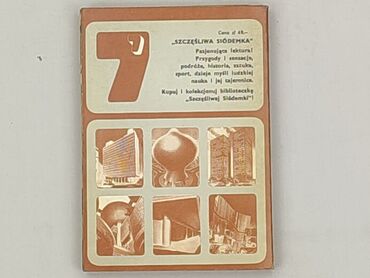 7
Cena zł 48.–
„SZCZĘŚLIWA SIÓDEMKA"
Pasjonująca lektura!
Przygody i sensacje,
podróże, historia, sztuka,
sport, dzieje myśli ludzkiej
nauka i jej tajemnice.
Kupuj i kolekcjonuj biblioteczkę
„Szczęśliwej Siódemki"!